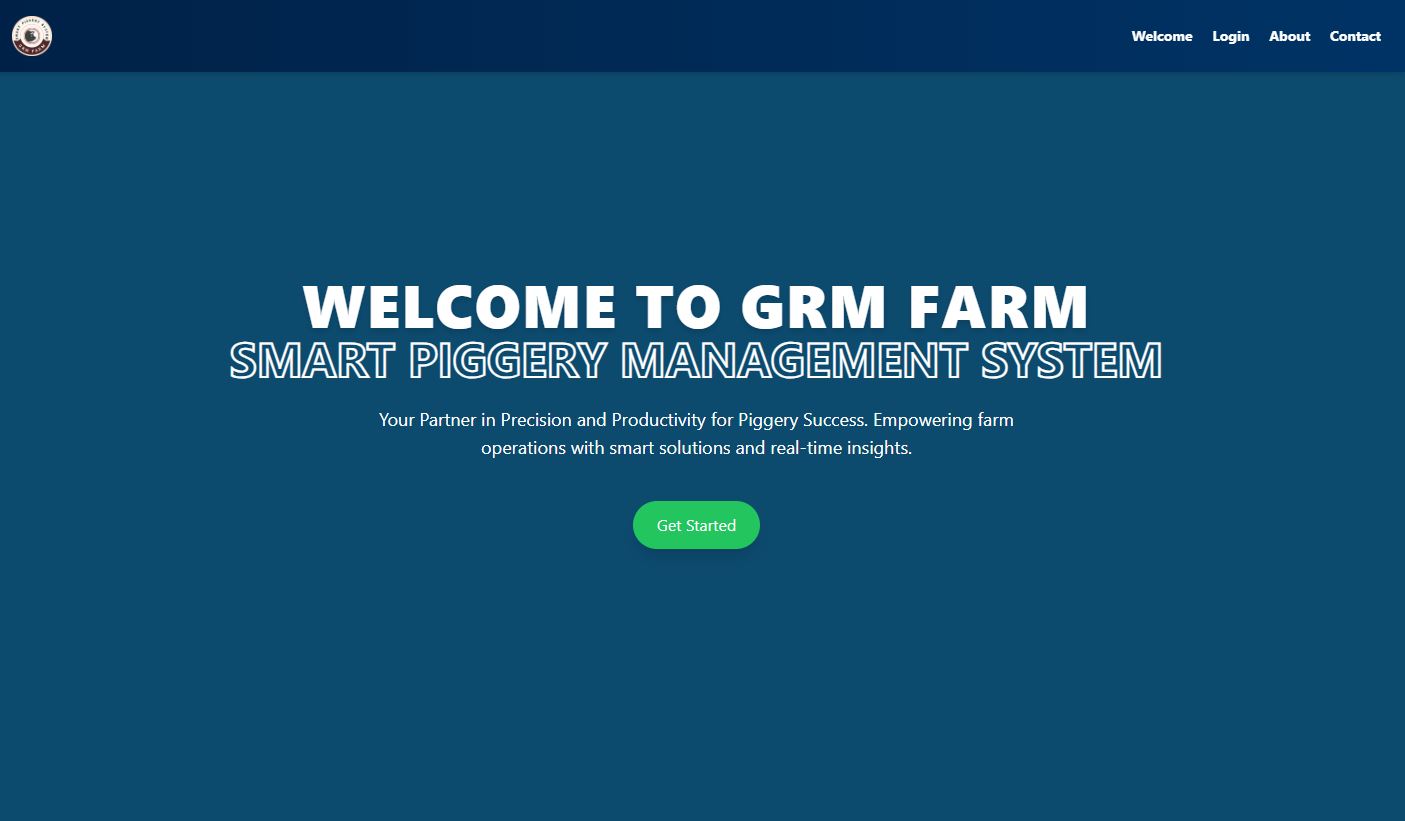 Welcome Login About Contact
WELCOME TO GRM FARM
SMART PIGGERY MANAGEMENT SYSTEM
Your Partner in Precision and Productivity for Piggery Success. Empowering farm
operations with smart solutions and real-time insights.
Get Started